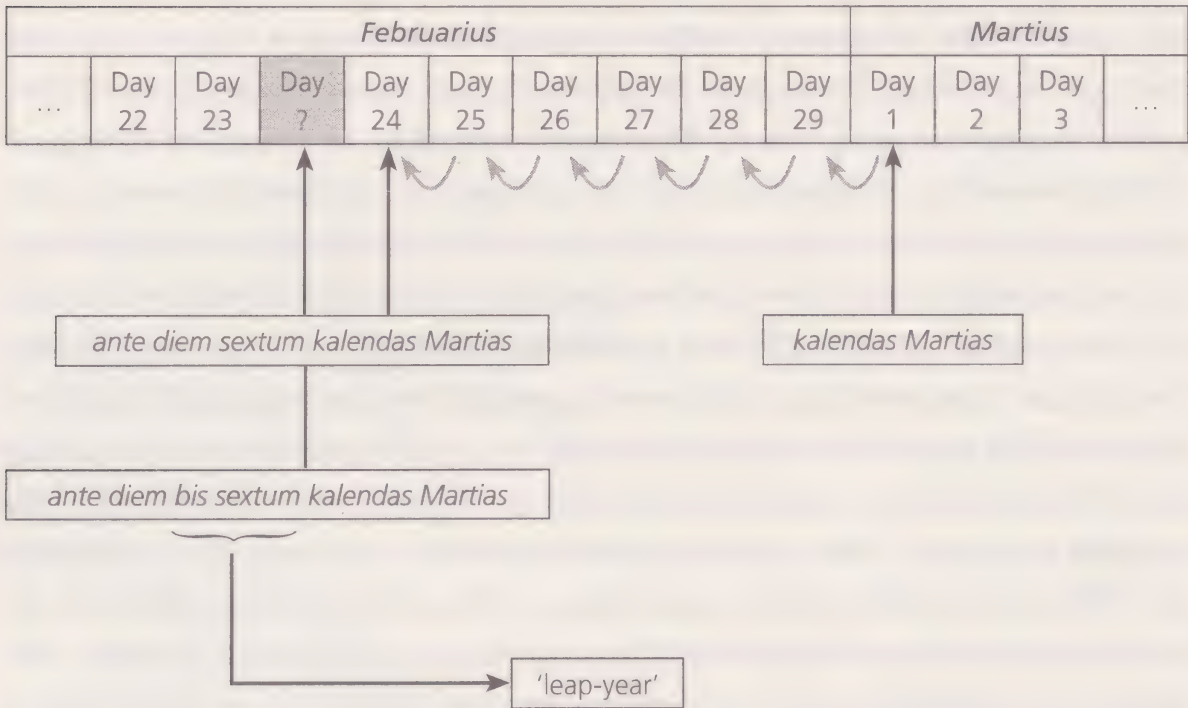 Februarius Martius
... Day Day Day Day Day Day Day Day Day Day Day Day ...
22 23 ? 24 25 26 27 28 29 1 2 3
ante diem sextum kalendas Martias kalendas Martias
ante diem bis sextum kalendas Martias
'leap-year'